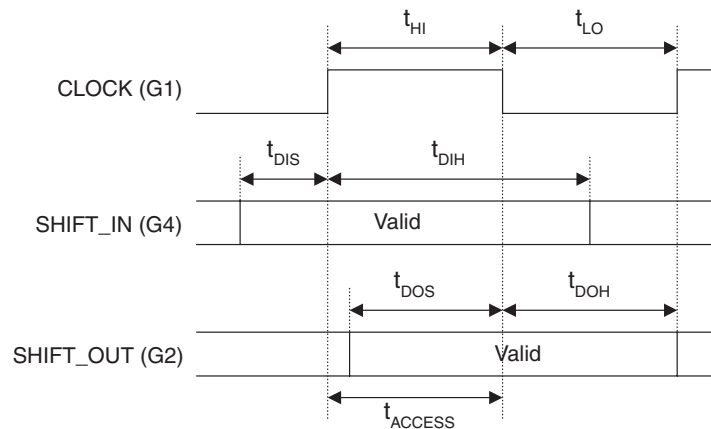 t_HI t_LO
CLOCK (G1)
t_DIS t_DIH
SHIFT_IN (G4) Valid
t_DOS t_DOH
SHIFT_OUT (G2) Valid
t_ACCESS